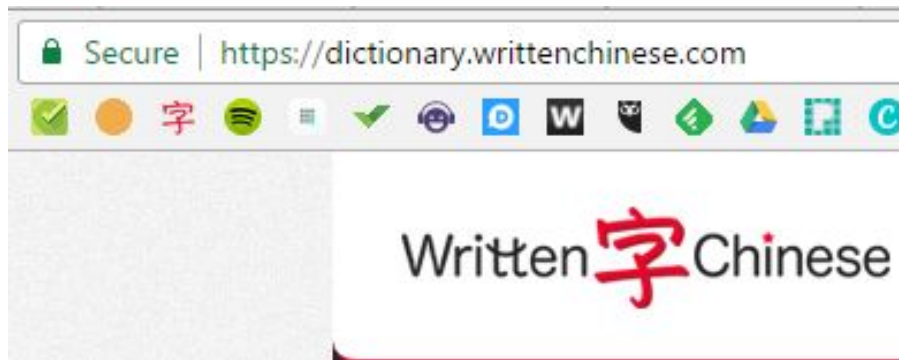 Secure | https://dictionary.writtenchinese.com
字 W C
Written字Chinese